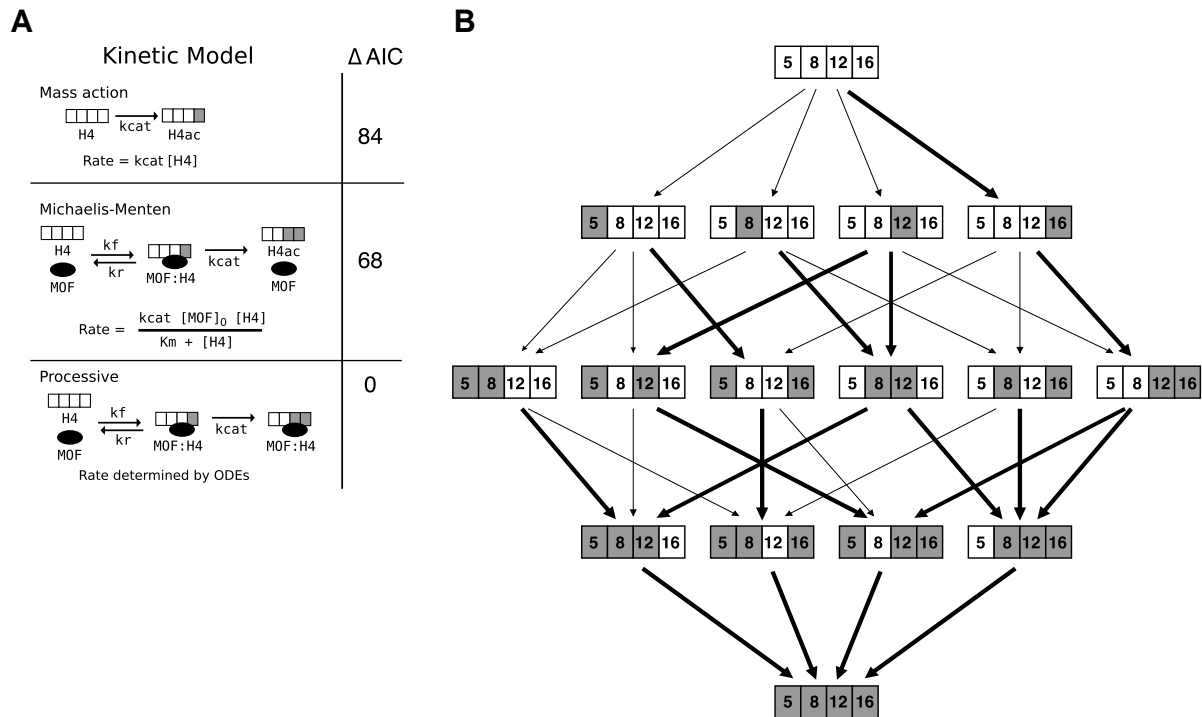 A
Kinetic Model
Δ AIC
Mass action
H4
kcat
H4ac
Rate = kcat [H4]
84
Michaelis-Menten
H4
MOF
kf
kr
MOF:H4
kcat
H4ac
MOF
Rate =
kcat [MOF]₀ [H4]
Km + [H4]
68
Processive
H4
MOF
kf
kr
MOF:H4
kcat
MOF:H4
Rate determined by ODEs
0
B
5 8 12 16
5 8 12 16 5 8 12 16 5 8 12 16 5 8 12 16
5 8 12 16 5 8 12 16 5 8 12 16 5 8 12 16 5 8 12 16 5 8 12 16
5 8 12 16 5 8 12 16 5 8 12 16 5 8 12 16
5 8 12 16